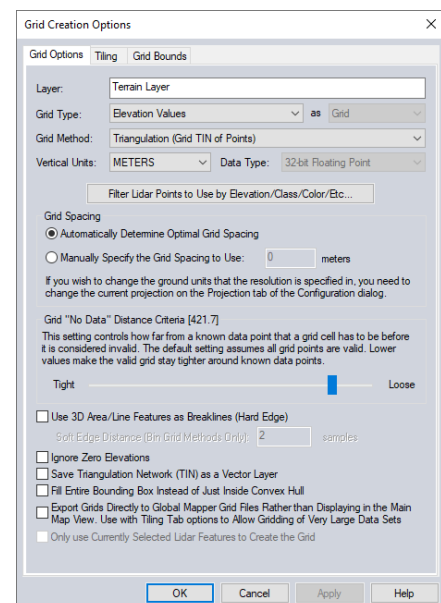 Grid Creation Options
Grid Options Tiling Grid Bounds
Layer: Terrain Layer
Grid Type: Elevation Values as Grid
Grid Method: Triangulation (Grid TIN of Points)
Vertical Units: METERS Data Type: 32-bit Floating Point
Filter Lidar Points to Use by Elevation/Class/Color/Etc...
Grid Spacing
Automatically Determine Optimal Grid Spacing
Manually Specify the Grid Spacing to Use: 0 meters
If you wish to change the ground units that the resolution is specified in, you need to
change the current projection on the Projection tab of the Configuration dialog.
Grid "No Data" Distance Criteria [421.7]
This setting controls how far from a known data point that a grid cell has to be before
it is considered invalid. The default setting assumes all grid points are valid. Lower
values make the valid grid stay tighter around known data points.
Tight Loose
Use 3D Area/Line Features as Breaklines (Hard Edge)
Soft Edge Distance (Bin Grid Methods Only): 2 samples
Ignore Zero Elevations
Save Triangulation Network (TIN) as a Vector Layer
Fill Entire Bounding Box Instead of Just Inside Convex Hull
Export Grids Directly to Global Mapper Grid Files Rather than Displaying in the Main
Map View. Use with Tiling Tab options to Allow Gridding of Very Large Data Sets
Only use Currently Selected Lidar Features to Create the Grid
OK Cancel Apply Help